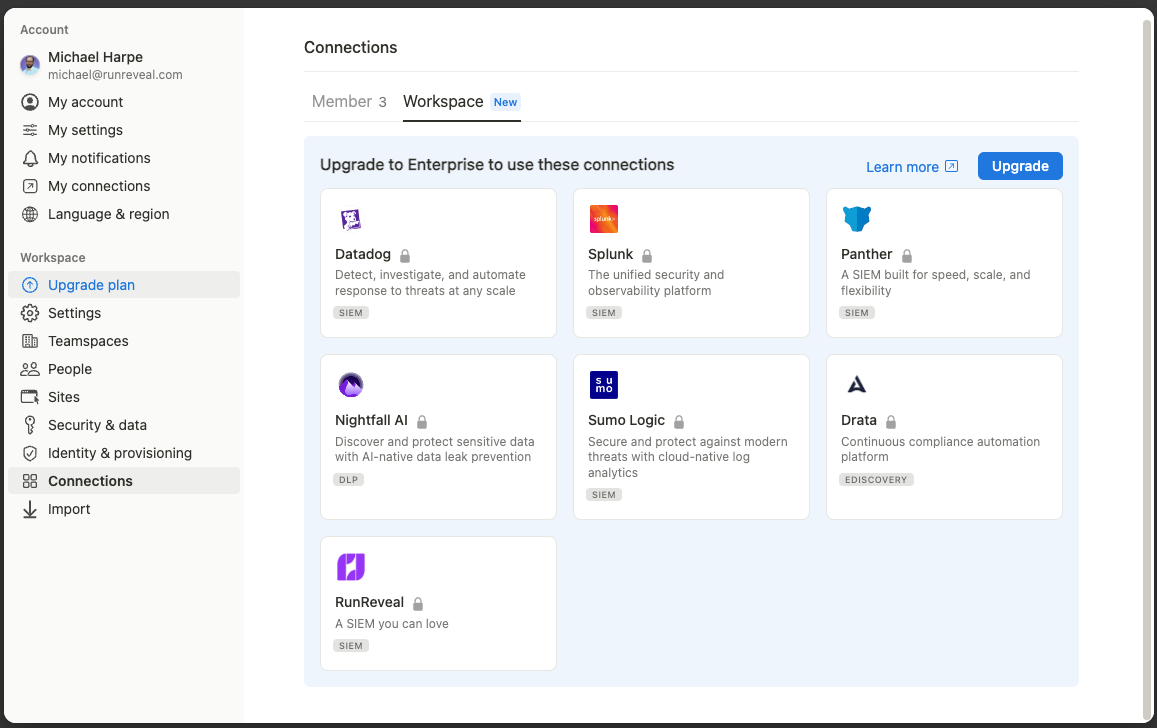 Account
Michael Harpe
michael@runreveal.com
My account
My settings
My notifications
My connections
Language & region
Workspace
Upgrade plan
Settings
Teamspaces
People
Sites
Security & data
Identity & provisioning
Connections
Import
Connections
Member 3
Workspace New
Upgrade to Enterprise to use these connections
Learn more
Upgrade
Datadog
Detect, investigate, and automate
response to threats at any scale
SIEM
splunk>
Splunk
The unified security and
observability platform
SIEM
Panther
A SIEM built for speed, scale, and
flexibility
SIEM
Nightfall AI
Discover and protect sensitive data
with AI-native data leak prevention
DLP
su
mo
Sumo Logic
Secure and protect against modern
threats with cloud-native log
analytics
SIEM
Drata
Continuous compliance automation
platform
EDISCOVERY
RunReveal
A SIEM you can love
SIEM